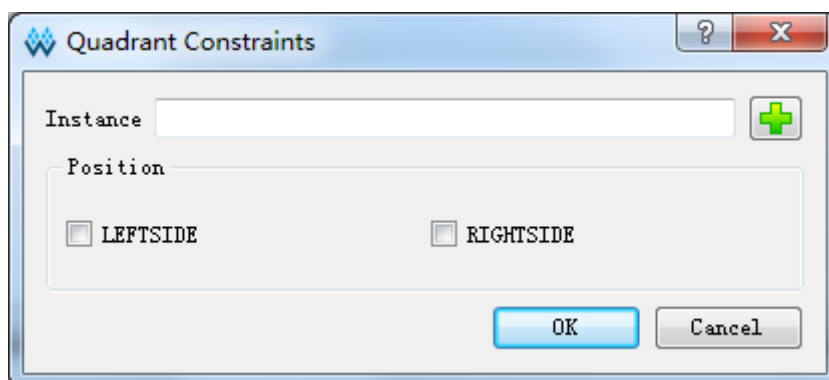 Quadrant Constraints
Instance
Position
LEFTSIDE RIGHTSIDE
OK Cancel